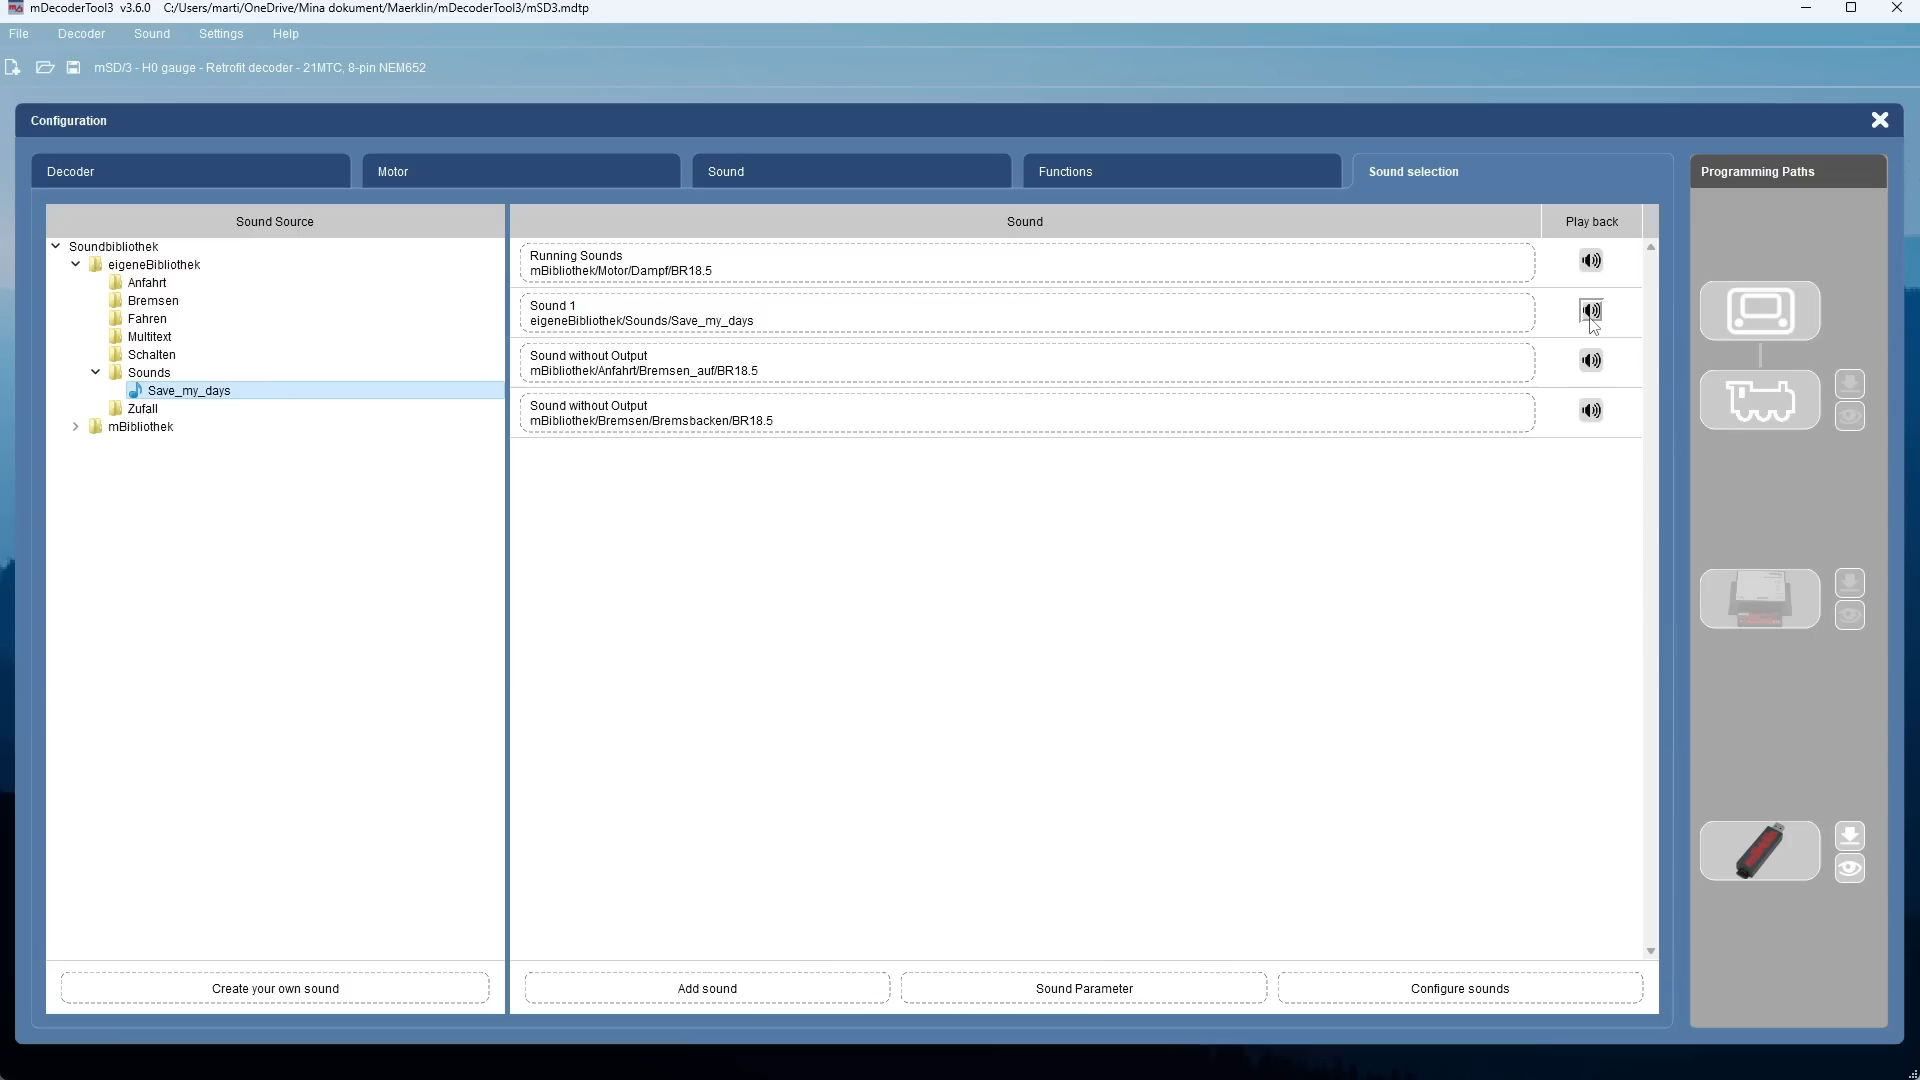 mDecoderTool3 v3.6.0 C:/Users/marti/OneDrive/Mina dokument/Maerklin/mDecoderTool3/mSD3.mdtp
File Decoder Sound Settings Help
mSD/3 - H0 gauge - Retrofit decoder - 21MTC, 8-pin NEM652
Configuration
Decoder Motor Sound Functions Sound selection
Programming Paths
Sound Source
Soundbibliothek
eigeneBibliothek
Anfahrt
Bremsen
Fahren
Multitext
Schalten
Sounds
Save_my_days
Zufall
mBibliothek
Create your own sound
Sound Play back
Running Sounds
mBibliothek/Motor/Dampf/BR18.5
Sound 1
eigeneBibliothek/Sounds/Save_my_days
Sound without Output
mBibliothek/Anfahrt/Bremsen_auf/BR18.5
Sound without Output
mBibliothek/Bremsen/Bremsbacken/BR18.5
Add sound Sound Parameter Configure sounds